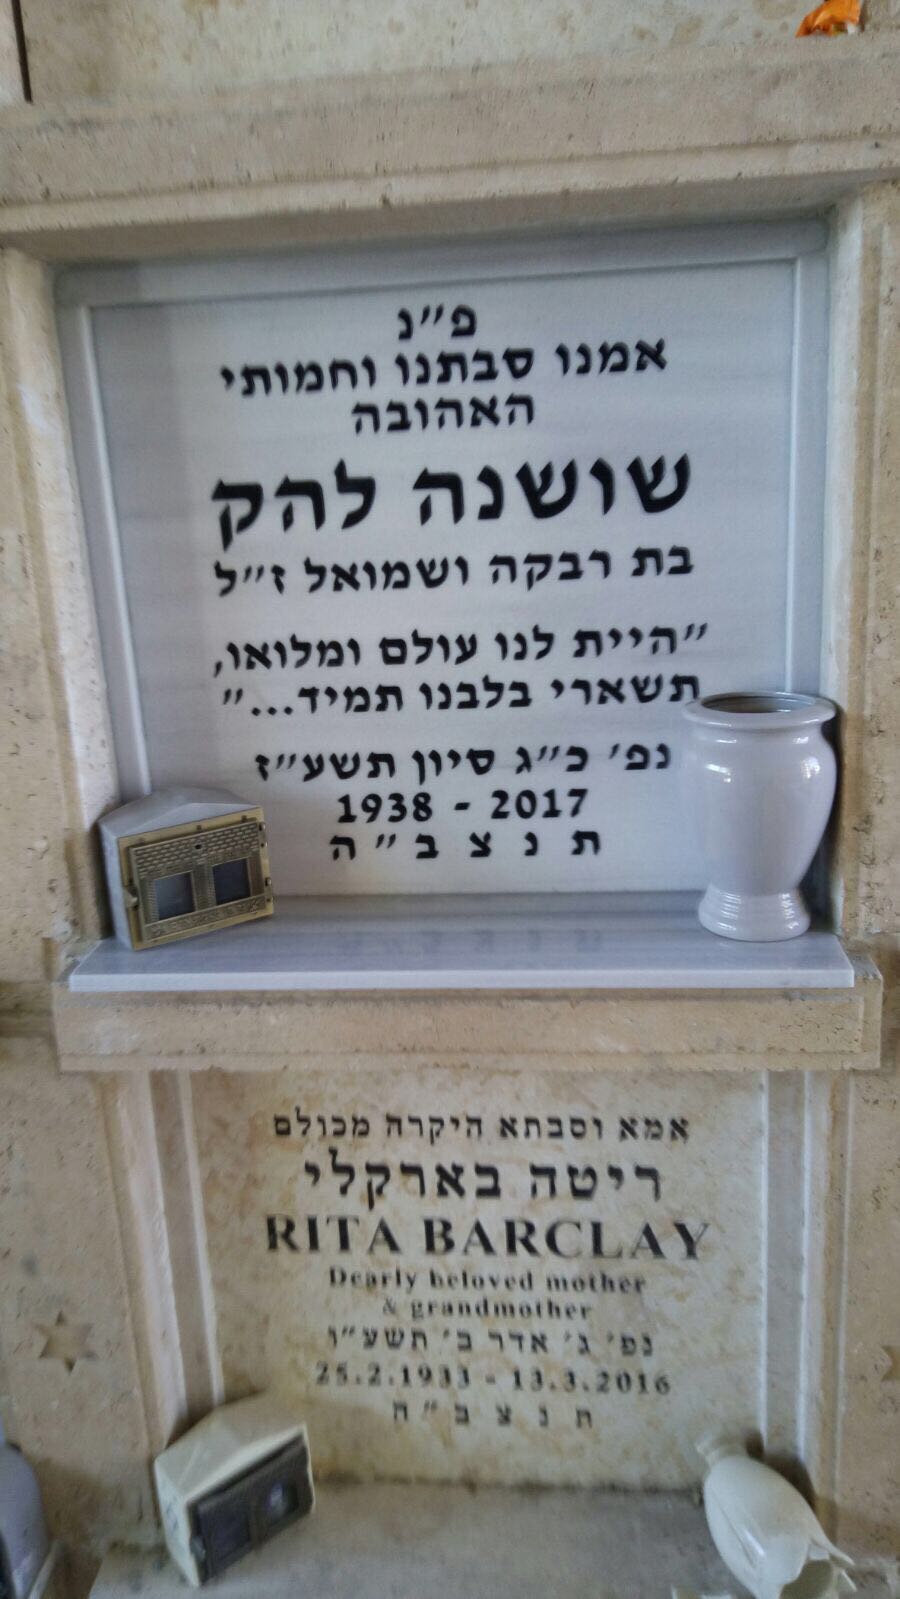 פ״נ
אמנו סבתנו וחמותי
האהובה
שושנה להק
בת רבקה ושמואל ז״ל
״היית לנו עולם ומלואו,
תשארי בלבנו תמיד...״
נפ׳ כ״ג סיון תשע״ז
1938 - 2017
ת נ צ ב ״ ה
אמא וסבתא היקרה מכולם
ריטה בארקלי
RITA BARCLAY
Dearly beloved mother
& grandmother
נפ׳ ג׳ אדר ב׳ תשע״ו
25.2.1933 - 13.3.2016
ת נ צ ב ״ ה